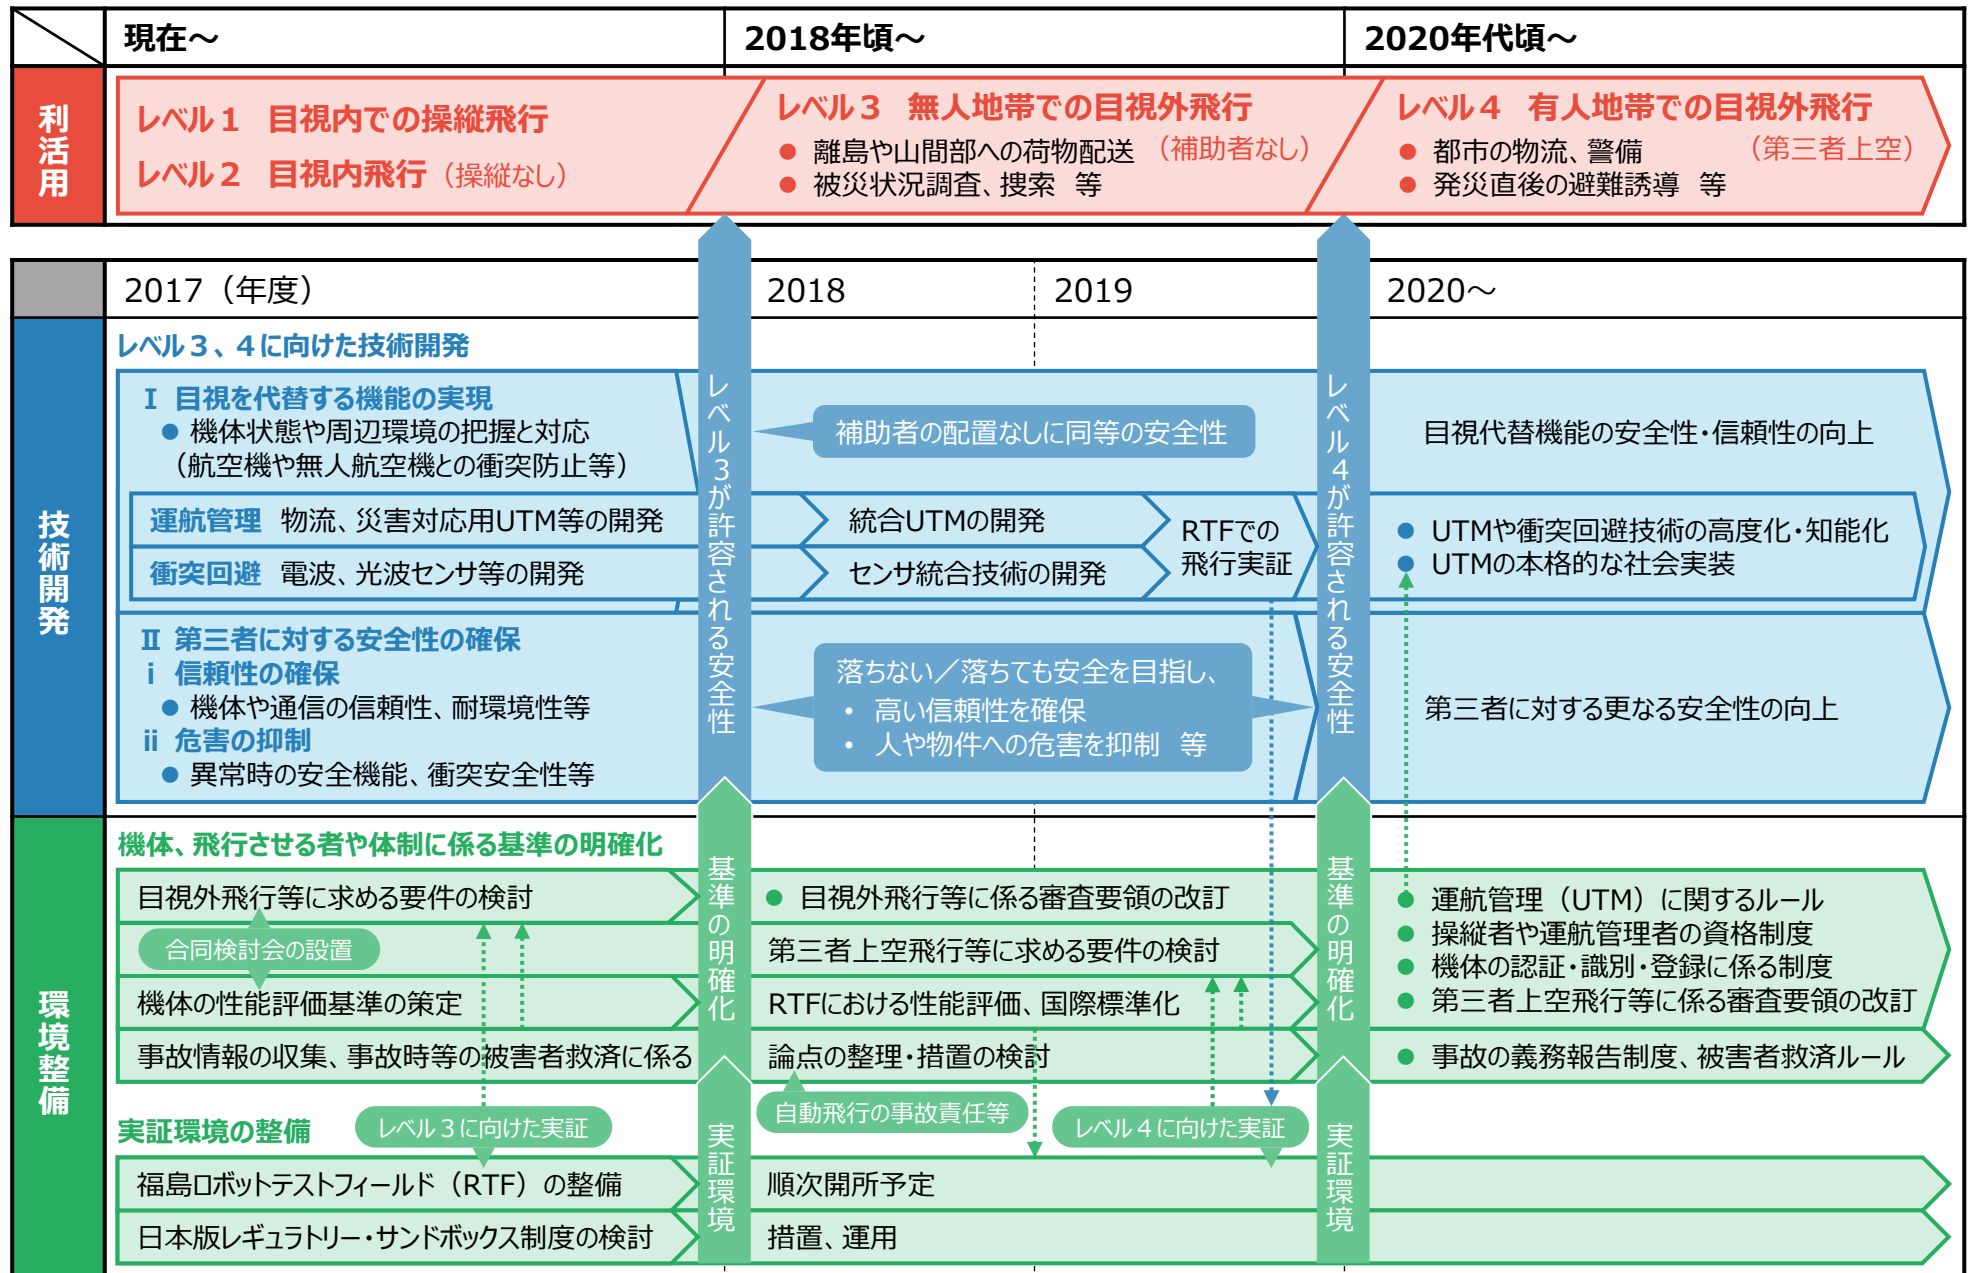 現在～
2018年頃～
2020年代頃～
利活用
レベル１　目視内での操縦飛行
レベル２　目視内飛行（操縦なし）
レベル３　無人地帯での目視外飛行
● 離島や山間部への荷物配送（補助者なし）
● 被災状況調査、捜索　等
レベル４　有人地帯での目視外飛行
● 都市の物流、警備（第三者上空）
● 発災直後の避難誘導　等
2017（年度）
2018
2019
2020～
技術開発
レベル３、４に向けた技術開発
Ⅰ 目視を代替する機能の実現
● 機体状態や周辺環境の把握と対応
（航空機や無人航空機との衝突防止等）
補助者の配置なしに同等の安全性
目視代替機能の安全性・信頼性の向上
運航管理　物流、災害対応用UTM等の開発
統合UTMの開発
衝突回避　電波、光波センサ等の開発
センサ統合技術の開発
RTFでの
飛行実証
● UTMや衝突回避技術の高度化・知能化
● UTMの本格的な社会実装
Ⅱ 第三者に対する安全性の確保
ⅰ 信頼性の確保
● 機体や通信の信頼性、耐環境性等
ⅱ 危害の抑制
● 異常時の安全機能、衝突安全性等
落ちない／落ちても安全を目指し、
・ 高い信頼性を確保
・ 人や物件への危害を抑制　等
第三者に対する更なる安全性の向上
レベル３が許容される安全性
レベル４が許容される安全性
環境整備
機体、飛行させる者や体制に係る基準の明確化
目視外飛行等に求める要件の検討
● 目視外飛行等に係る審査要領の改訂
合同検討会の設置
第三者上空飛行等に求める要件の検討
機体の性能評価基準の策定
RTFにおける性能評価、国際標準化
● 運航管理（UTM）に関するルール
● 操縦者や運航管理者の資格制度
● 機体の認証・識別・登録に係る制度
● 第三者上空飛行等に係る審査要領の改訂
事故情報の収集、事故時等の被害者救済に係る
論点の整理・措置の検討
● 事故の義務報告制度、被害者救済ルール
基準の明確化
基準の明確化
自動飛行の事故責任等
レベル３に向けた実証
レベル４に向けた実証
実証環境の整備
福島ロボットテストフィールド（RTF）の整備
順次開所予定
日本版レギュラトリー・サンドボックス制度の検討
措置、運用
実証環境
実証環境